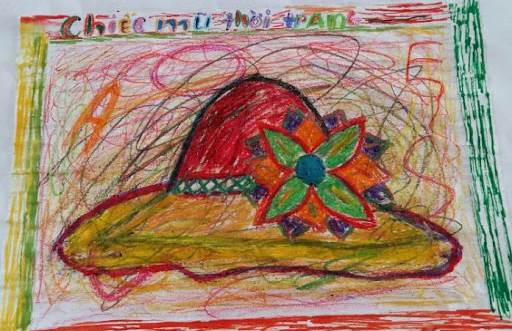 Chiếc mũ thời trang
A